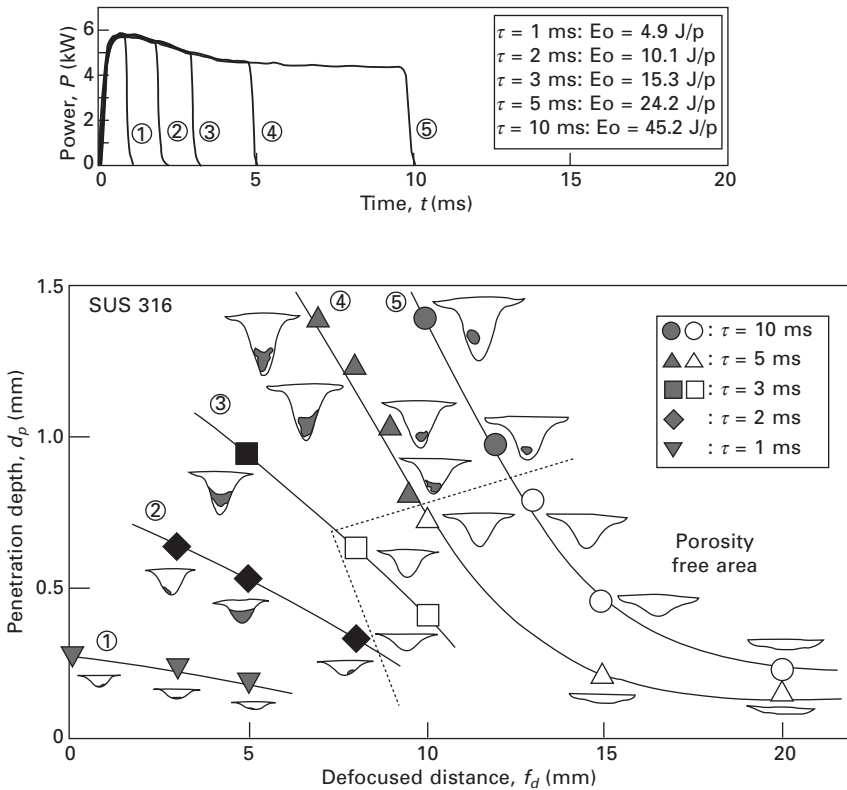 6
4
2
0
Power, P (kW)
① ② ③ ④ ⑤
0 5 10 15 20
Time, t (ms)
τ = 1 ms: Eo = 4.9 J/p
τ = 2 ms: Eo = 10.1 J/p
τ = 3 ms: Eo = 15.3 J/p
τ = 5 ms: Eo = 24.2 J/p
τ = 10 ms: Eo = 45.2 J/p
SUS 316
1.5
1.0
0.5
0
Penetration depth, dₚ (mm)
④ ⑤
③
②
①
: τ = 10 ms
: τ = 5 ms
: τ = 3 ms
: τ = 2 ms
: τ = 1 ms
Porosity
free area
0 5 10 15 20
Defocused distance, f_d (mm)